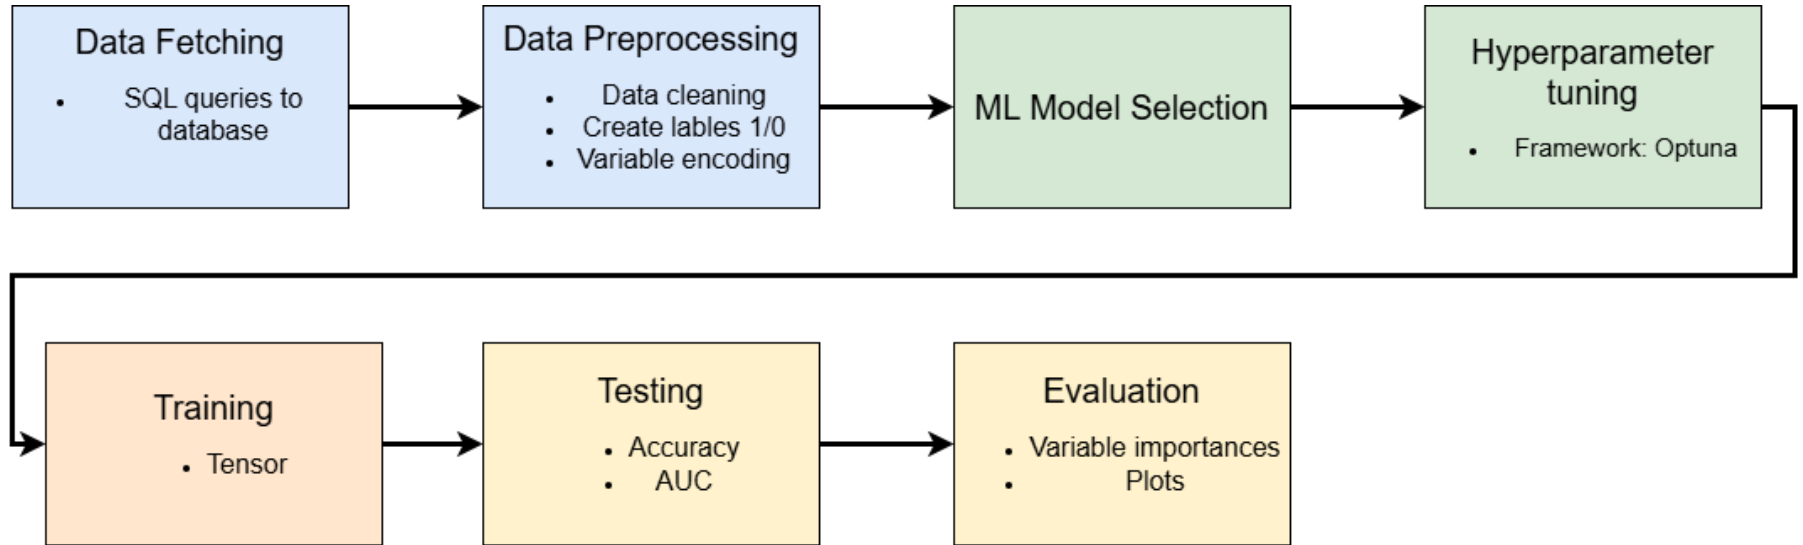 Data Fetching
• SQL queries to
database
Data Preprocessing
• Data cleaning
• Create lables 1/0
• Variable encoding
ML Model Selection
Hyperparameter
tuning
• Framework: Optuna
Training
• Tensor
Testing
• Accuracy
• AUC
Evaluation
• Variable importances
• Plots